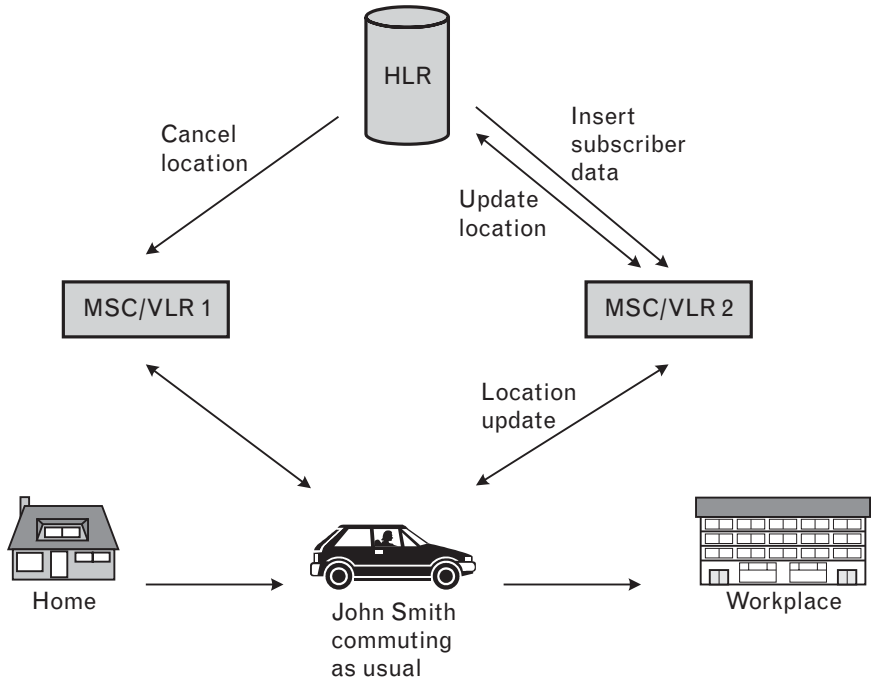 HLR
Cancel
location
Insert
subscriber
data
Update
location
MSC/VLR 1
MSC/VLR 2
Location
update
Home
John Smith
commuting
as usual
Workplace